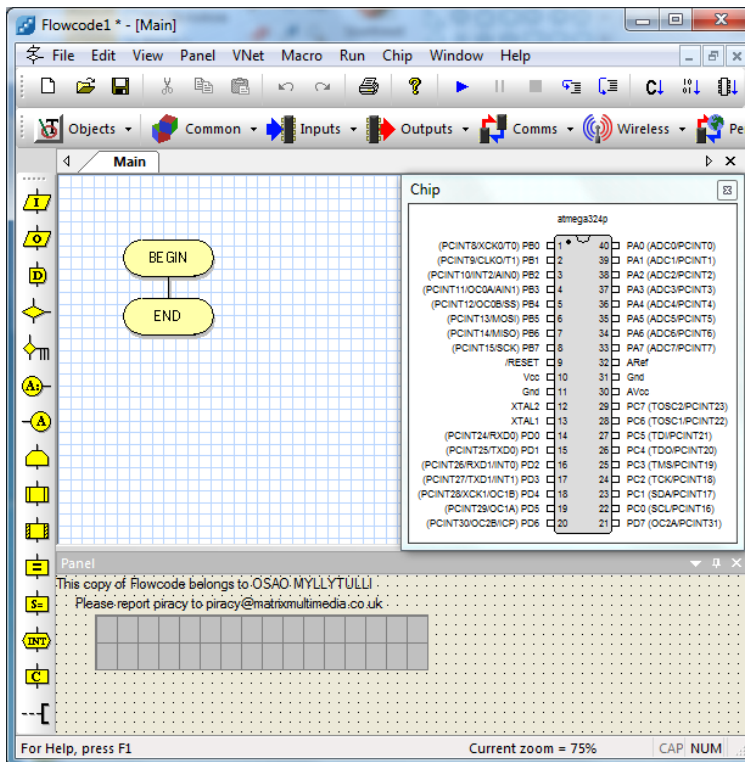 Flowcode1 * - [Main]
File Edit View Panel VNet Macro Run Chip Window Help
Objects Common Inputs Outputs Comms Wireless Pe
Main
I
O
D
m
A:
A
=
S=
INT
C
BEGIN
END
Chip
atmega324p
(PCINT8/XCK0/T0) PB0 1 40 PA0 (ADC0/PCINT0)
(PCINT9/CLKO/T1) PB1 2 39 PA1 (ADC1/PCINT1)
(PCINT10/INT2/AIN0) PB2 3 38 PA2 (ADC2/PCINT2)
(PCINT11/OC0A/AIN1) PB3 4 37 PA3 (ADC3/PCINT3)
(PCINT12/OC0B/SS) PB4 5 36 PA4 (ADC4/PCINT4)
(PCINT13/MOSI) PB5 6 35 PA5 (ADC5/PCINT5)
(PCINT14/MISO) PB6 7 34 PA6 (ADC6/PCINT6)
(PCINT15/SCK) PB7 8 33 PA7 (ADC7/PCINT7)
/RESET 9 32 ARef
Vcc 10 31 Gnd
Gnd 11 30 AVcc
XTAL2 12 29 PC7 (TOSC2/PCINT23)
XTAL1 13 28 PC6 (TOSC1/PCINT22)
(PCINT24/RXD0) PD0 14 27 PC5 (TDI/PCINT21)
(PCINT25/TXD0) PD1 15 26 PC4 (TDO/PCINT20)
(PCINT26/RXD1/INT0) PD2 16 25 PC3 (TMS/PCINT19)
(PCINT27/TXD1/INT1) PD3 17 24 PC2 (TCK/PCINT18)
(PCINT28/XCK1/OC1B) PD4 18 23 PC1 (SDA/PCINT17)
(PCINT29/OC1A) PD5 19 22 PC0 (SCL/PCINT16)
(PCINT30/OC2B/ICP) PD6 20 21 PD7 (OC2A/PCINT31)
Panel
This copy of Flowcode belongs to OSAO MYLLYTULLI
Please report piracy to piracy@matrixmultimedia.co.uk
For Help, press F1 Current zoom = 75% CAP NUM